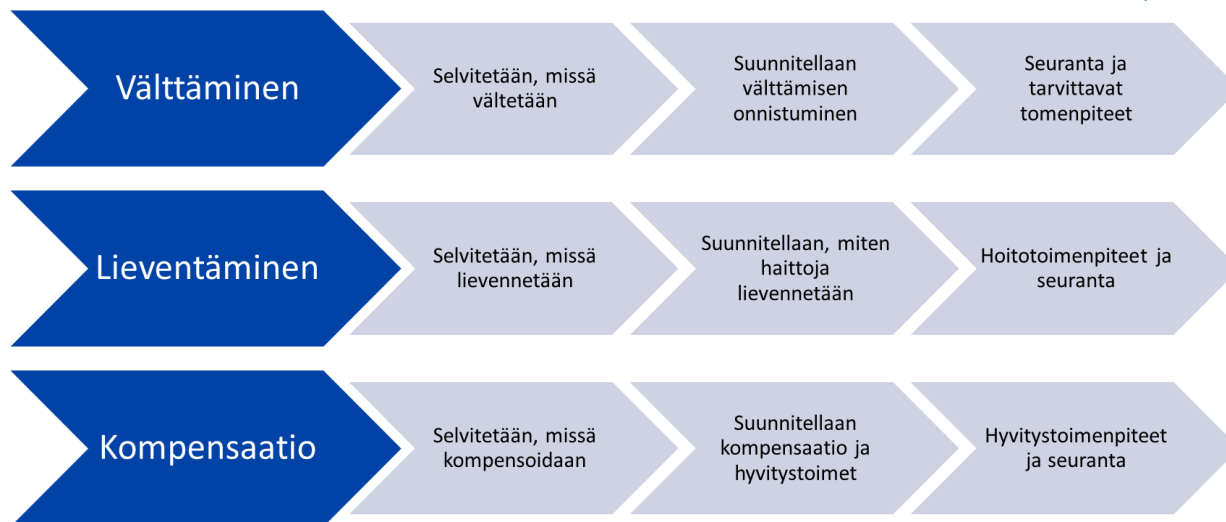 Välttäminen
Selvitetään, missä
vältetään
Suunnitellaan
välttämisen
onnistuminen
Seuranta ja
tarvittavat
tomenpiteet
Lieventäminen
Selvitetään, missä
lievennetään
Suunnitellaan, miten
haittoja
lievennetään
Hoitotoimenpiteet ja
seuranta
Kompensaatio
Selvitetään, missä
kompensoidaan
Suunnitellaan
kompensaatio ja
hyvitystoimet
Hyvitystoimenpiteet
ja seuranta